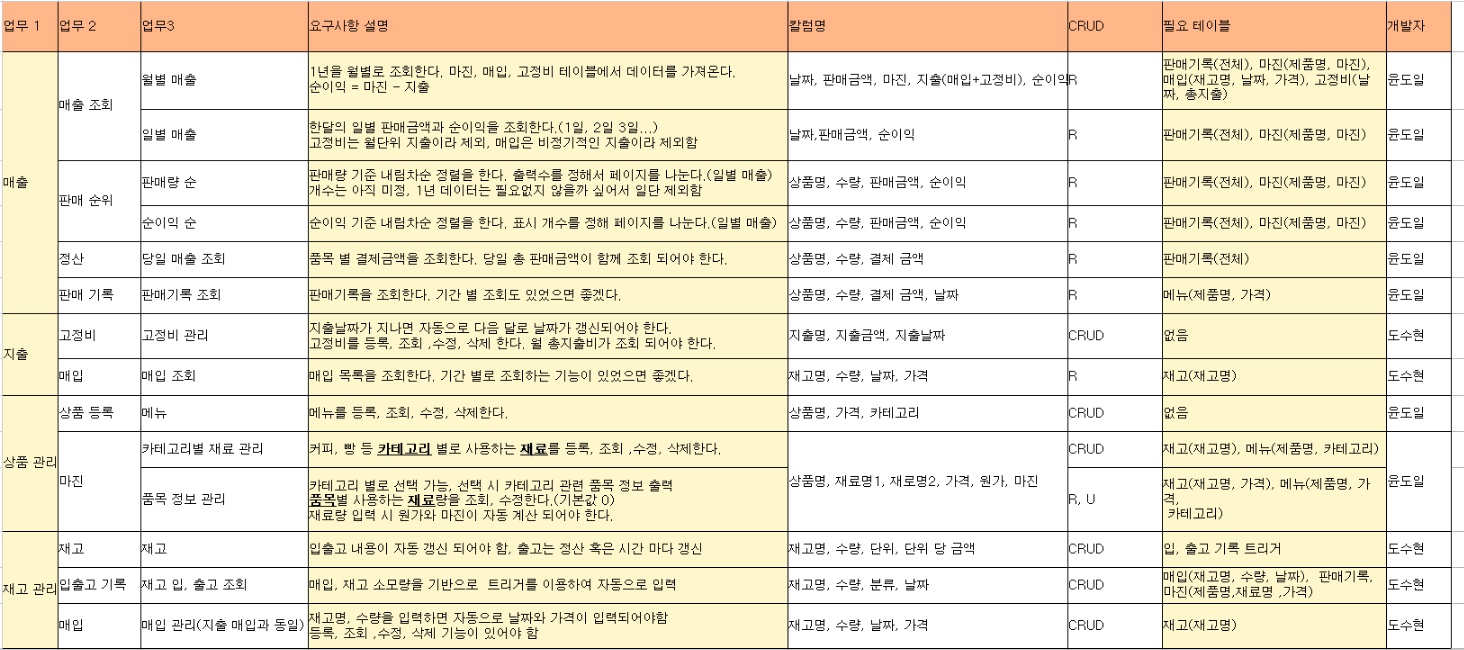 업무 1 업무 2 업무3 요구사항 설명 칼럼명 CRUD 필요 테이블 개발자
매출
매출 조회
월별 매출
1년을 월별로 조회한다. 마진, 매입, 고정비 테이블에서 데이터를 가져온다.
순이익 = 마진 - 지출
날짜, 판매금액, 마진, 지출(매입+고정비), 순이익
R
판매기록(전체), 마진(제품명, 마진),
매입(재고명, 날짜, 가격), 고정비(날
짜, 총지출)
윤도일
일별 매출
한달의 일별 판매금액과 순이익을 조회한다.(1일, 2일 3일...)
고정비는 월단위 지출이라 제외, 매입은 비정기적인 지출이라 제외함
날짜,판매금액, 순이익
R
판매기록(전체), 마진(제품명, 마진)
윤도일
판매 순위
판매량 순
판매량 기준 내림차순 정렬을 한다. 출력수를 정해서 페이지를 나눈다.(일별 매출)
개수는 아직 미정, 1년 데이터는 필요없지 않을까 싶어서 일단 제외함
상품명, 수량, 판매금액, 순이익
R
판매기록(전체), 마진(제품명, 마진)
윤도일
순이익 순
순이익 기준 내림차순 정렬을 한다. 표시 개수를 정해 페이지를 나눈다.(일별 매출)
상품명, 수량, 판매금액, 순이익
R
판매기록(전체), 마진(제품명, 마진)
윤도일
정산
당일 매출 조회
품목 별 결제금액을 조회한다. 당일 총 판매금액이 함께 조회 되어야 한다.
상품명, 수량, 결제 금액
R
판매기록(전체)
윤도일
판매 기록
판매기록 조회
판매기록을 조회한다. 기간 별 조회도 있었으면 좋겠다.
상품명, 수량, 결제 금액, 날짜
R
메뉴(제품명, 가격)
윤도일
지출
고정비
고정비 관리
지출날짜가 지나면 자동으로 다음 달로 날짜가 갱신되어야 한다.
고정비를 등록, 조회 ,수정, 삭제 한다. 월 총지출비가 조회 되어야 한다.
지출명, 지출금액, 지출날짜
CRUD
없음
도수현
매입
매입 조회
매입 목록을 조회한다. 기간 별로 조회하는 기능이 있었으면 좋겠다.
재고명, 수량, 날짜, 가격
R
재고(재고명)
도수현
상품 관리
상품 등록
메뉴
메뉴를 등록, 조회, 수정, 삭제한다.
상품명, 가격, 카테고리
CRUD
없음
윤도일
마진
카테고리별 재료 관리
커피, 빵 등 카테고리 별로 사용하는 재료를 등록, 조회 ,수정, 삭제한다.
상품명, 재료명1, 재로명2, 가격, 원가, 마진
CRUD
재고(재고명), 메뉴(제품명, 카테고리)
윤도일
품목 정보 관리
카테고리 별로 선택 가능, 선택 시 카테고리 관련 품목 정보 출력
품목별 사용하는 재료량을 조회, 수정한다.(기본값 0)
재료량 입력 시 원가와 마진이 자동 계산 되어야 한다.
R, U
재고(재고명, 가격), 메뉴(제품명, 가
격,
카테고리)
재고 관리
재고
재고
입출고 내용이 자동 갱신 되어야 함, 출고는 정산 혹은 시간 마다 갱신
재고명, 수량, 단위, 단위 당 금액
CRUD
입, 출고 기록 트리거
도수현
입출고 기록
재고 입, 출고 조회
매입, 재고 소모량을 기반으로 트리거를 이용하여 자동으로 입력
재고명, 수량, 분류, 날짜
CRUD
매입(재고명, 수량, 날짜), 판매기록,
마진(제품명,재료명 ,가격)
도수현
매입
매입 관리(지출 매입과 동일)
재고명, 수량을 입력하면 자동으로 날짜와 가격이 입력되어야함
등록, 조회 ,수정, 삭제 기능이 있어야 함
재고명, 수량, 날짜, 가격
CRUD
재고(재고명)
도수현